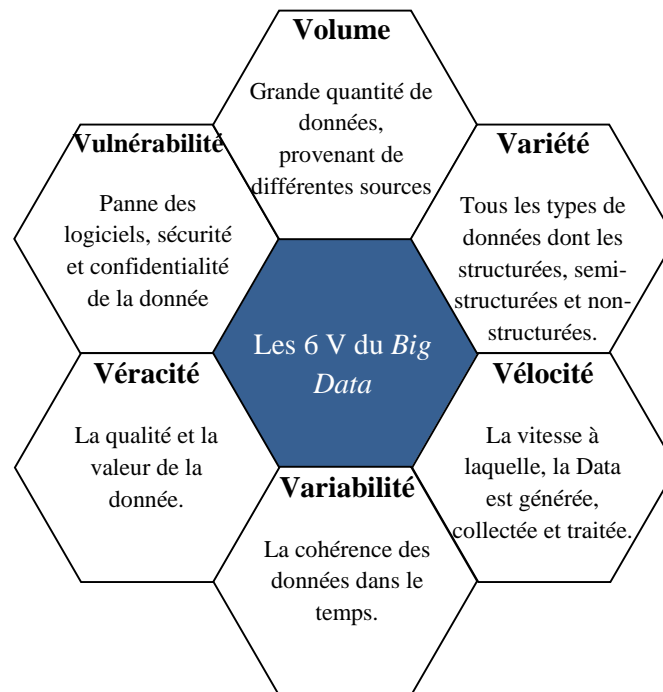 Volume
Grande quantité de
données,
provenant de
différentes sources
Vulnérabilité
Panne des
logiciels, sécurité
et confidentialité
de la donnée
Variété
Tous les types de
données dont les
structurées, semi-
structurées et non-
structurées.
Les 6 V du Big
Data
Véracité
La qualité et la
valeur de la
donnée.
Vélocité
La vitesse à
laquelle, la Data
est générée,
collectée et traitée.
Variabilité
La cohérence des
données dans le
temps.